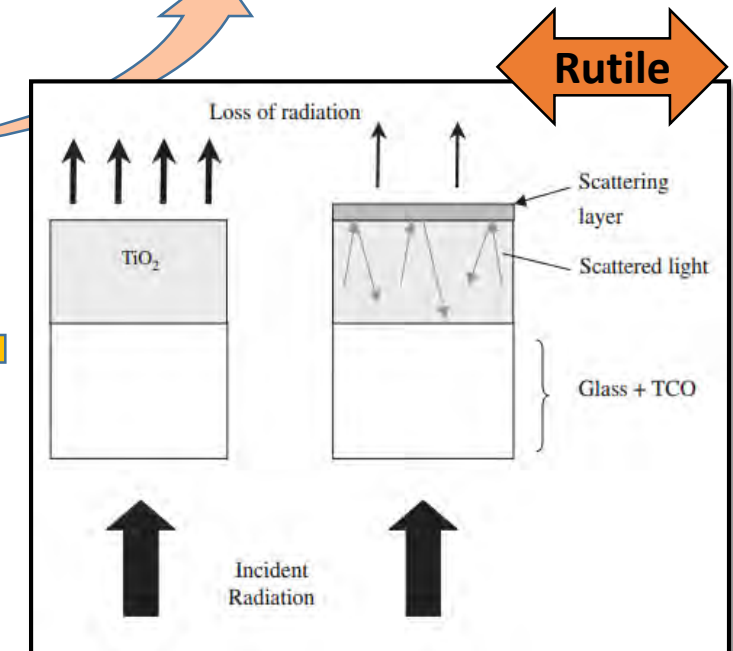 Rutile
Loss of radiation
Scattering
layer
TiO₂
Scattered light
Glass + TCO
Incident
Radiation